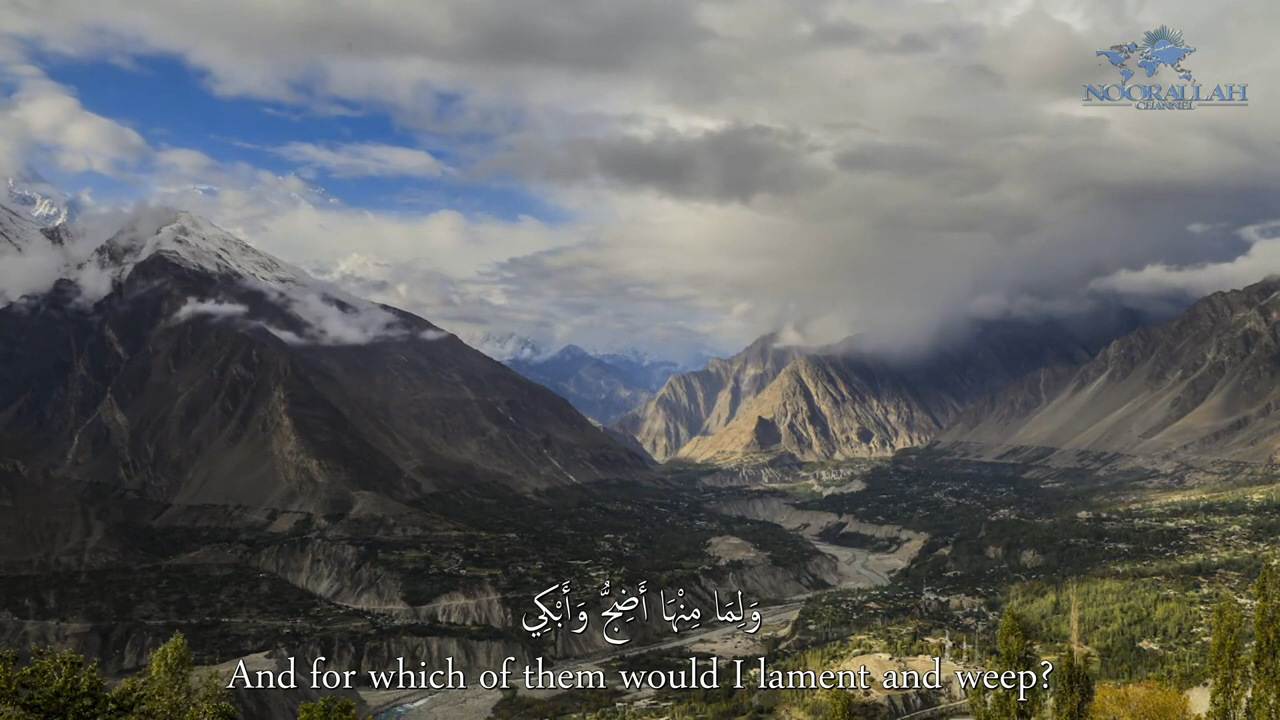 NOORALLAH
CHANNEL
وَلِمَا مِنْهَا أَضِجُّ وَأَبْكِي
And for which of them would I lament and weep?